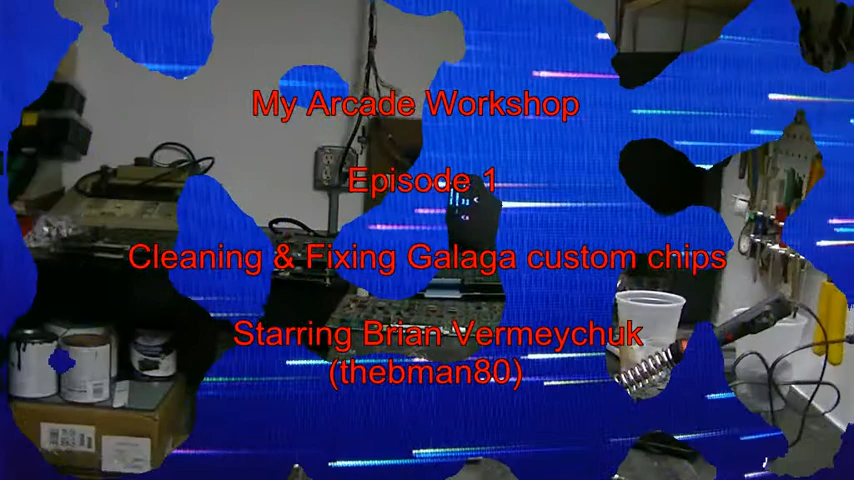 My Arcade Workshop
Episode 1
Cleaning & Fixing Galaga custom chips
Starring Brian Vermeychuk
(thebman80)